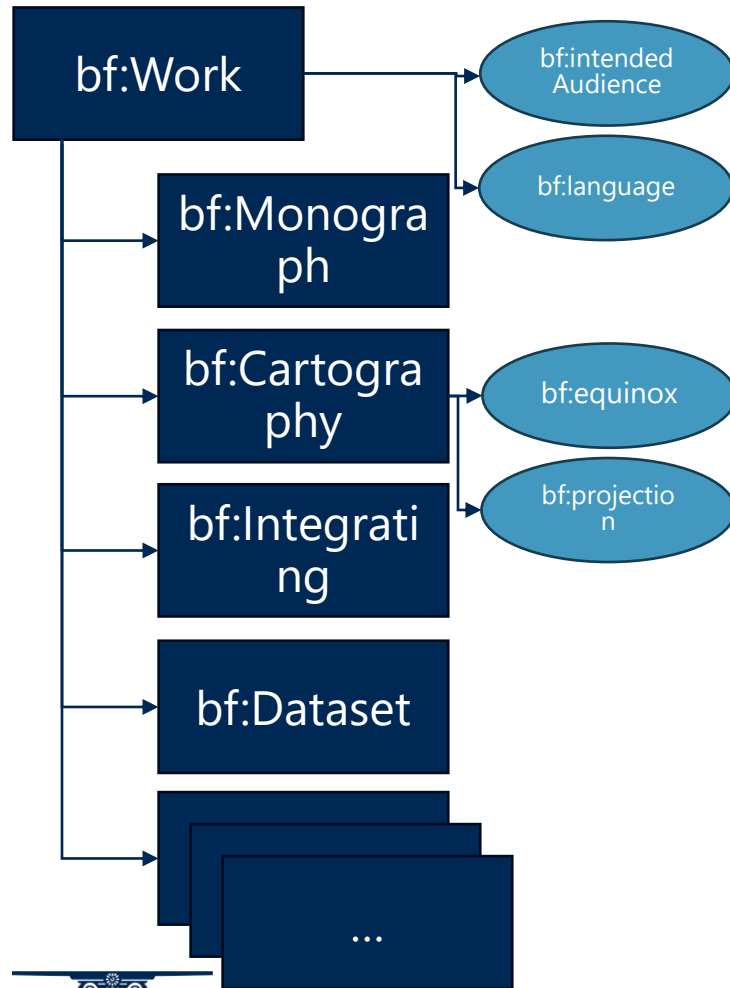 bf:Work
bf:intended
Audience
bf:language
bf:Monogra
ph
bf:Cartogra
phy
bf:equinox
bf:projectio
n
bf:Integrati
ng
bf:Dataset
...